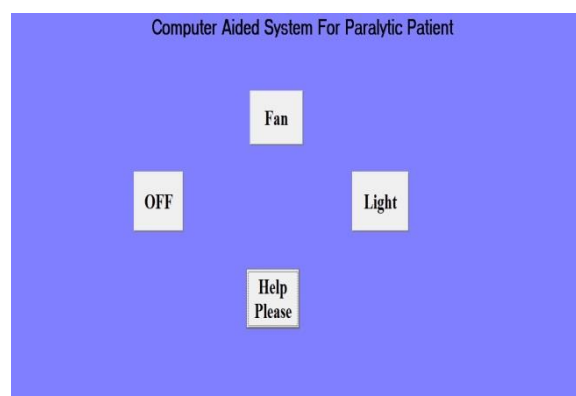 Computer Aided System For Paralytic Patient
Fan
OFF
Light
Help
Please